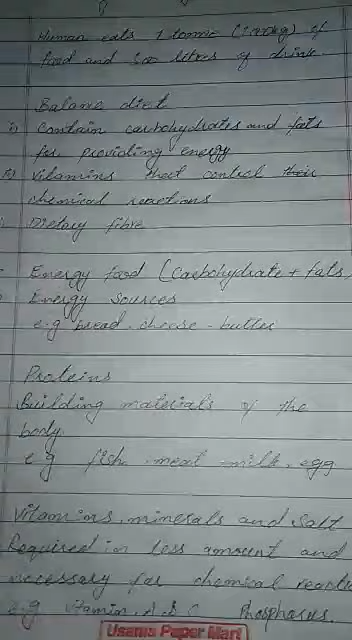 Human eats 1 tonne (1000kg) of
food and 500 litres of drink.
Balance diet
i) Contain carbohydrates and fats
for providing energy
Vitamins that control their
chemical reactions
Dietary fibre
Energy food (Carbohydrate + fats,
Energy sources
e.g bread. cheese. butter
Proteins
Building materials of the
body.
e g fish. meat. milk. egg
Vitamins, minerals and salt
Required in less amount and
necessary for chemical
e.g vitamin. A & C Phosphorus.
Usama Paper Mart